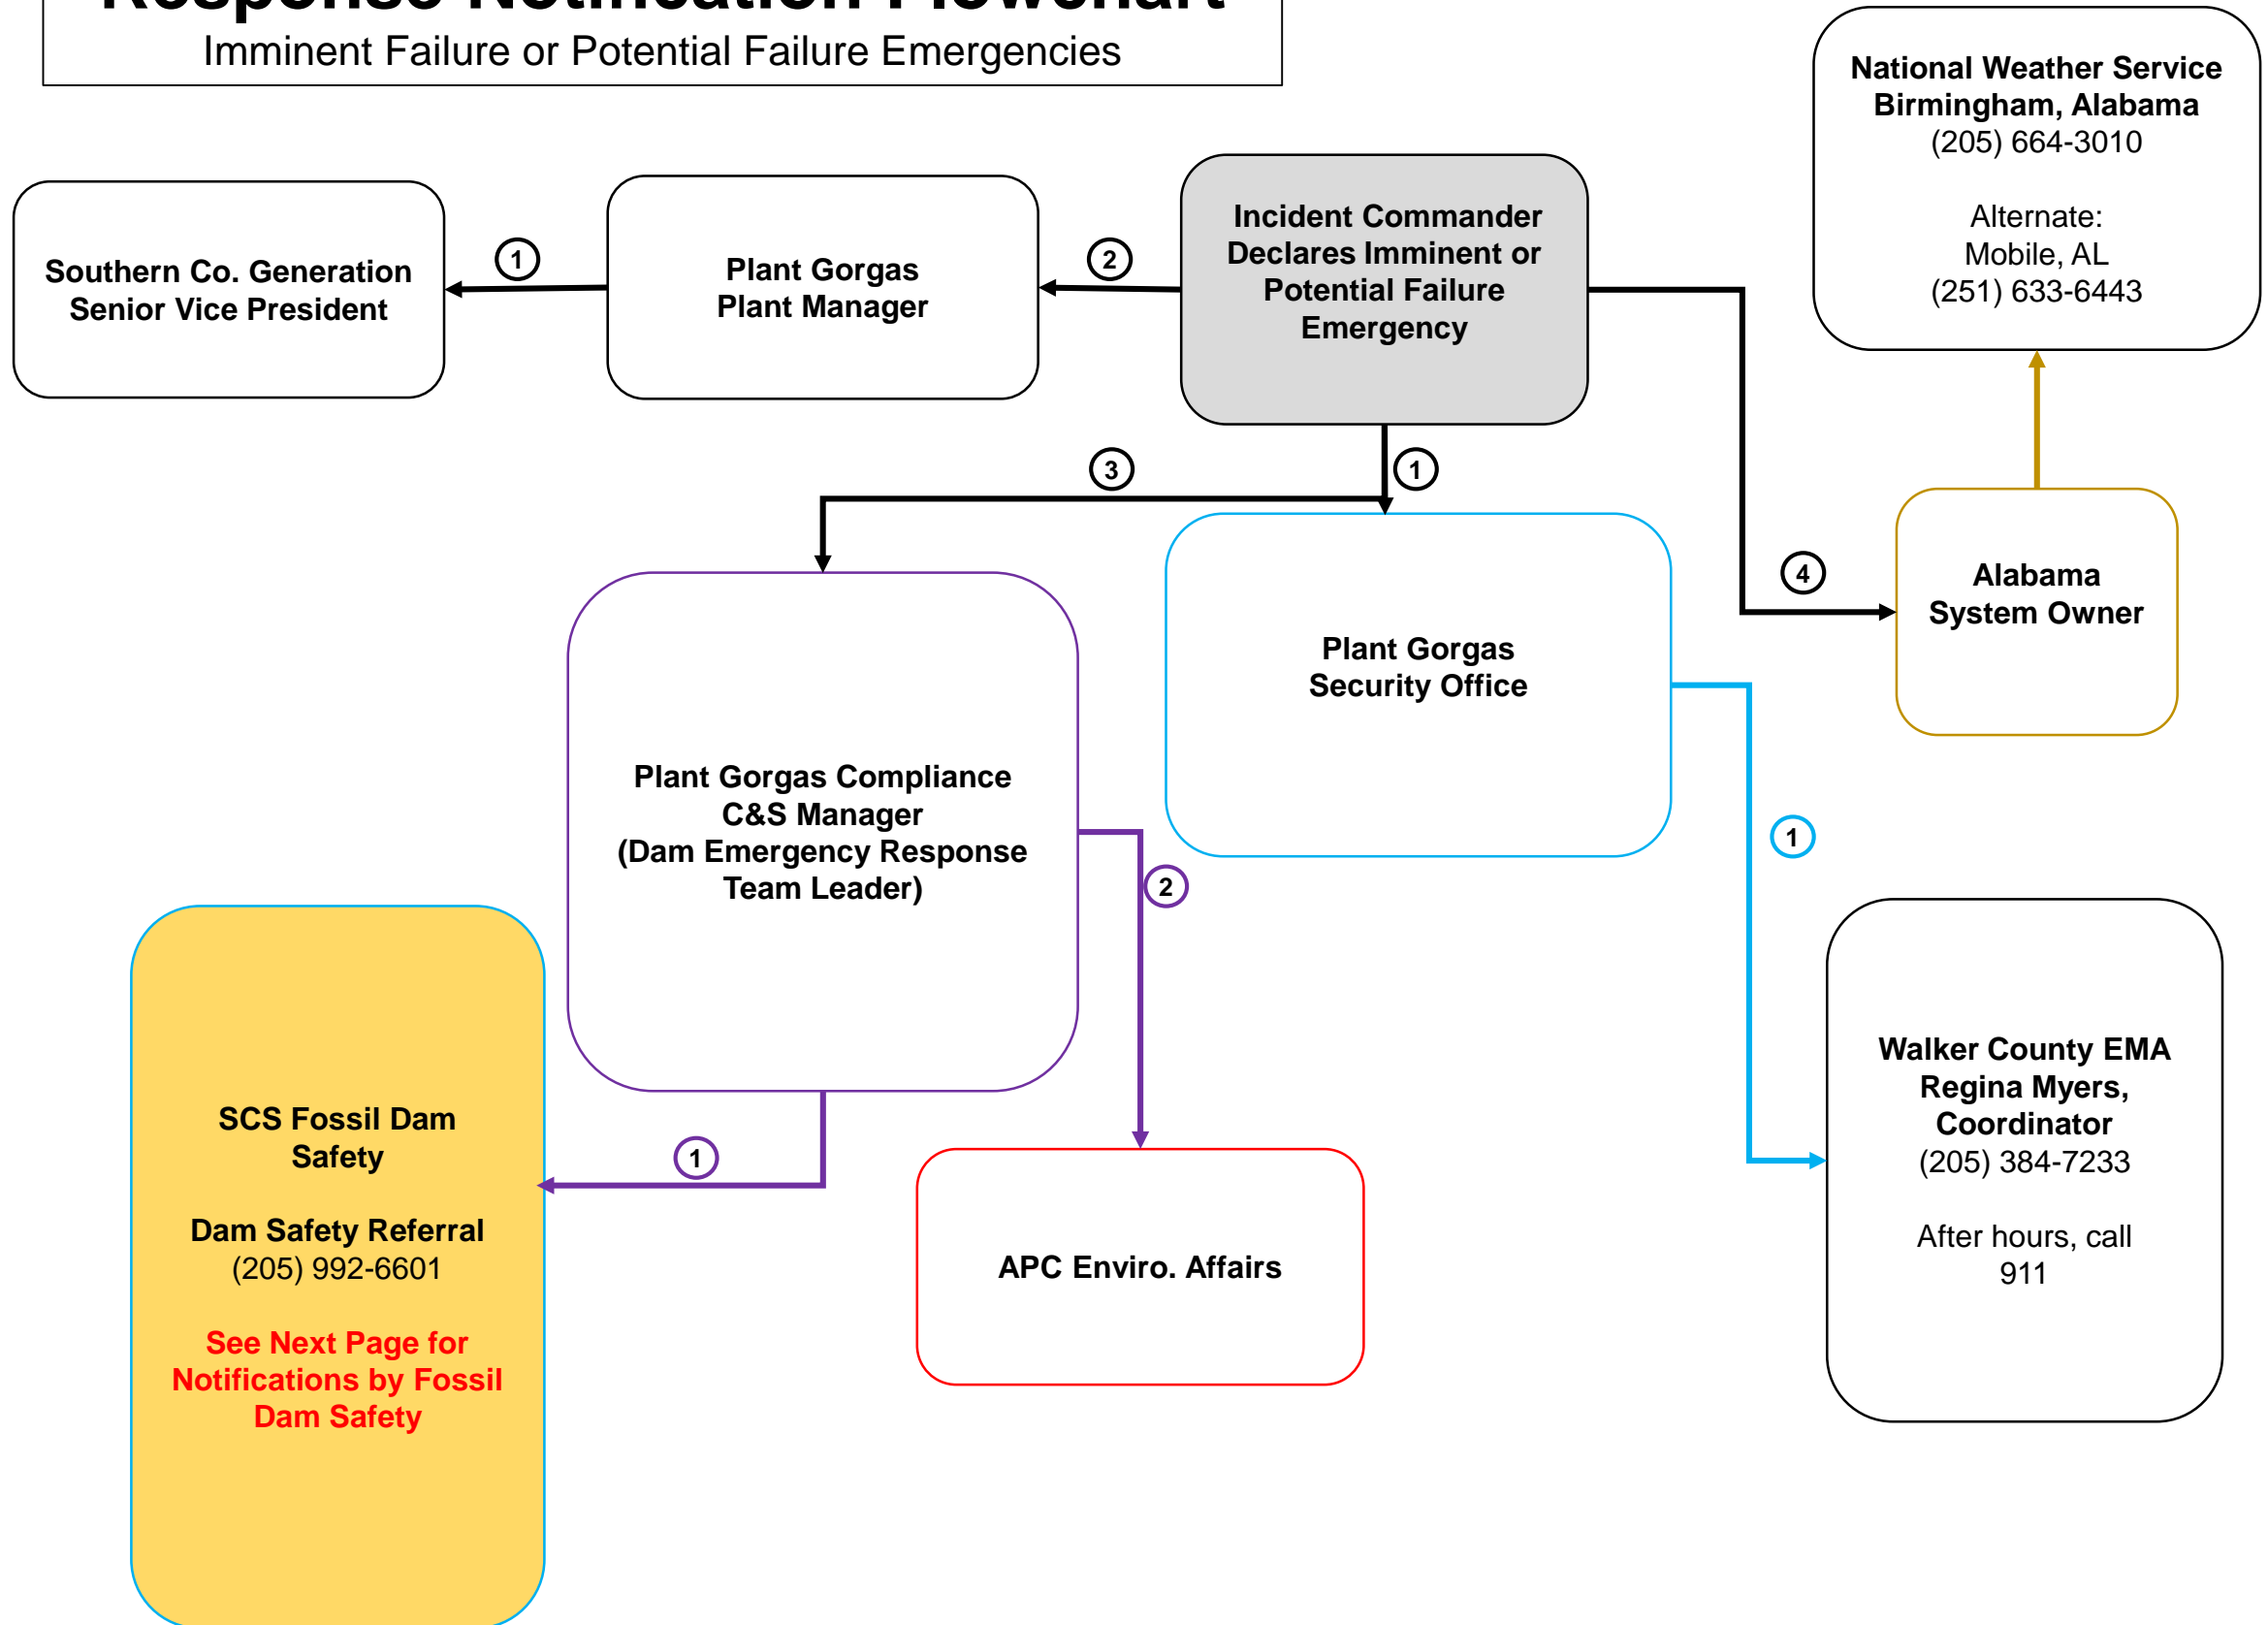 Response Notification Flowchart
Imminent Failure or Potential Failure Emergencies
National Weather Service
Birmingham, Alabama
(205) 664-3010
Alternate:
Mobile, AL
(251) 633-6443
Southern Co. Generation
Senior Vice President
1
Plant Gorgas
Plant Manager
2
Incident Commander
Declares Imminent or
Potential Failure
Emergency
3
1
4
Alabama
System Owner
Plant Gorgas
Security Office
Plant Gorgas Compliance
C&S Manager
(Dam Emergency Response
Team Leader)
2
1
SCS Fossil Dam
Safety
Dam Safety Referral
(205) 992-6601
See Next Page for
Notifications by Fossil
Dam Safety
1
APC Enviro. Affairs
Walker County EMA
Regina Myers,
Coordinator
(205) 384-7233
After hours, call
911